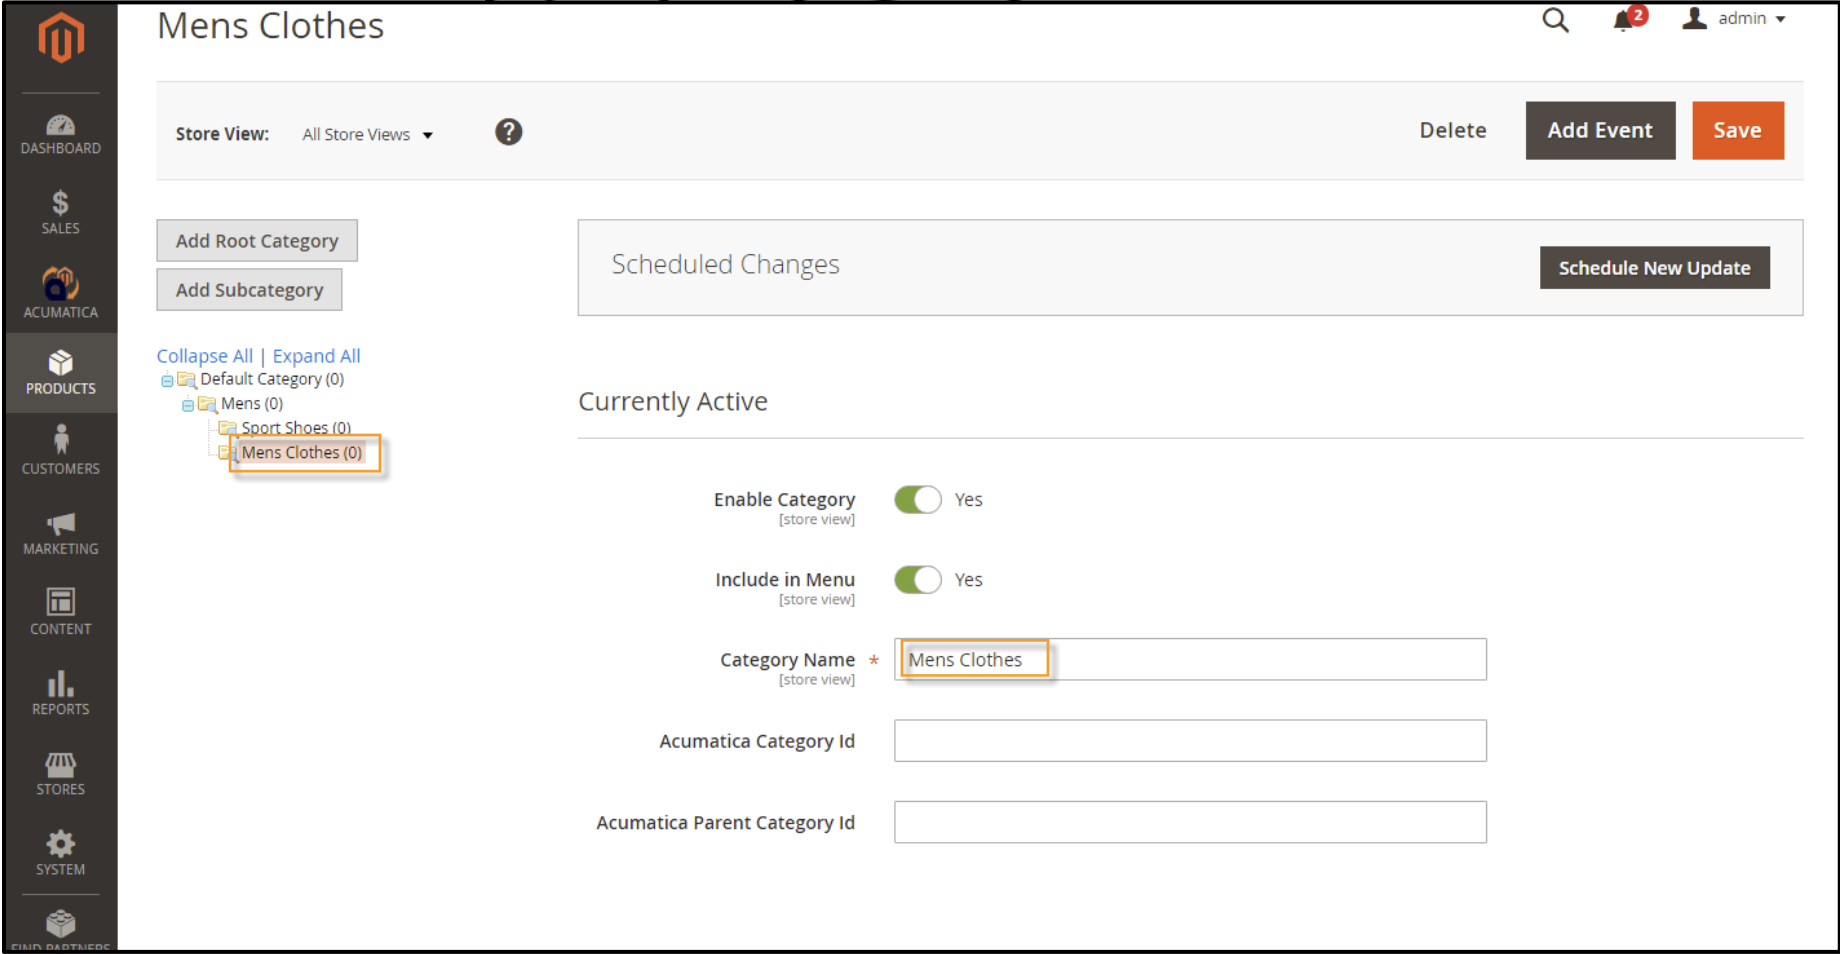 Mens Clothes
2
admin
Store View: All Store Views ?
Delete
Add Event
Save
DASHBOARD
SALES
ACUMATICA
PRODUCTS
CUSTOMERS
MARKETING
CONTENT
REPORTS
STORES
SYSTEM
FIND PARTNERS
Add Root Category
Add Subcategory
Collapse All | Expand All
Default Category (0)
Mens (0)
Sport Shoes (0)
Mens Clothes (0)
Scheduled Changes
Schedule New Update
Currently Active
Enable Category Yes
[store view]
Include in Menu Yes
[store view]
Category Name * Mens Clothes
[store view]
Acumatica Category Id
Acumatica Parent Category Id